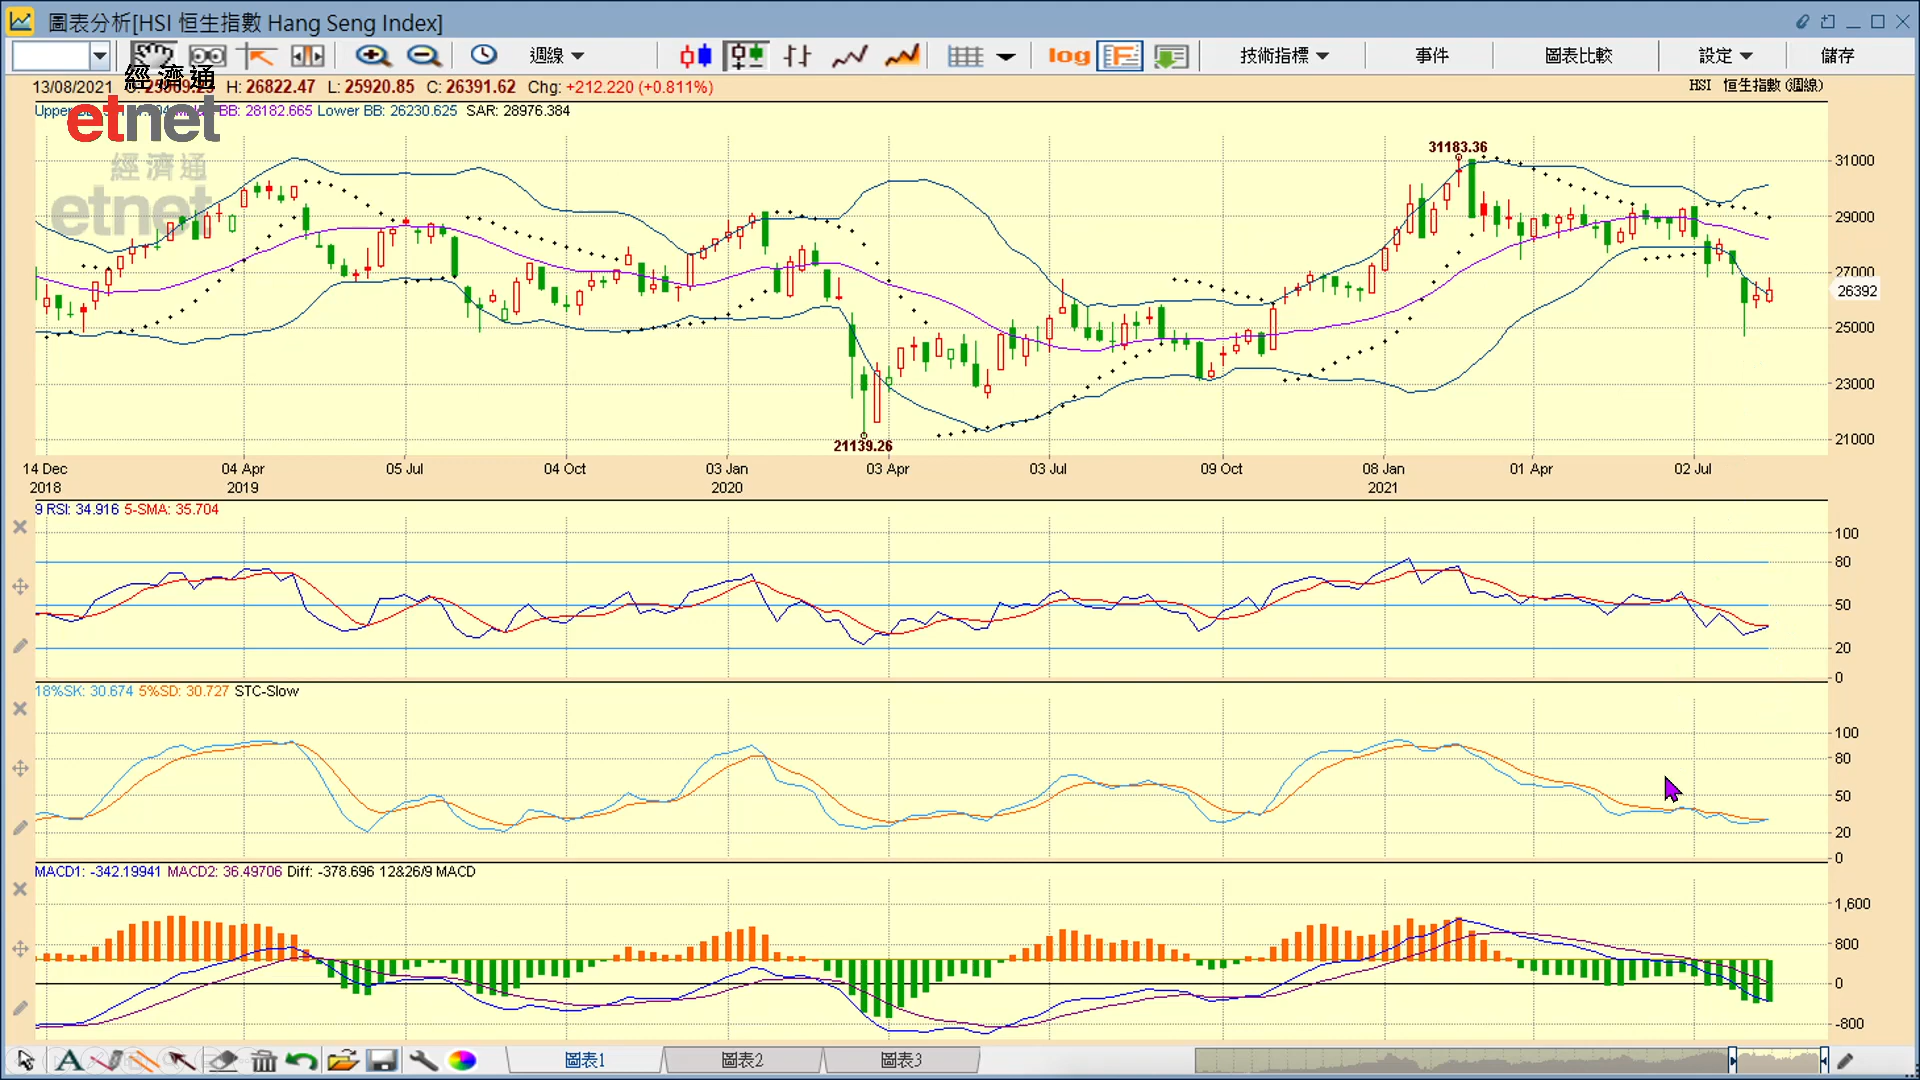 圖表分析[HSI 恒生指數 Hang Seng Index]
週線
log
技術指標
事件
圖表比較
設定
儲存
13/08/2021 H: 26822.47 L: 25920.85 C: 26391.62 Chg: +212.220 (+0.811%)
HSI 恒生指數 (週線)
經濟通
etnet
經濟通
etnet
BB: 28182.665 Lower BB: 26230.625 SAR: 28976.384
31183.36
21139.26
31000
29000
27000
26392
25000
23000
21000
14 Dec 04 Apr 05 Jul 04 Oct 03 Jan 03 Apr 03 Jul 09 Oct 08 Jan 01 Apr 02 Jul
2018 2019 2020 2021
9 RSI: 34.916 5-SMA: 35.704
100
80
50
20
0
18%SK: 30.674 5%SD: 30.727 STC-Slow
100
80
50
20
0
MACD1: -342.19941 MACD2: 36.49706 Diff: -378.696 12&26/9 MACD
1,600
800
0
-800
圖表1
圖表2
圖表3